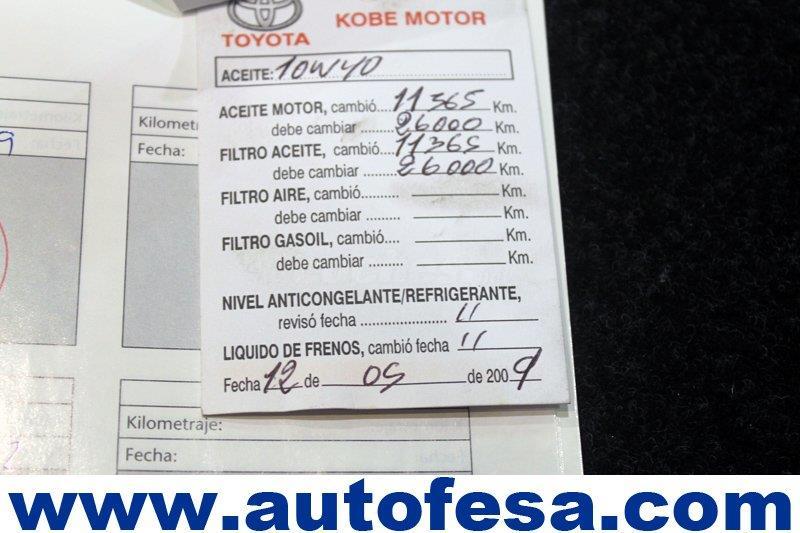 TOYOTA
KOBE MOTOR
ACEITE: 10W40
ACEITE MOTOR, cambió... 11365 Km.
debe cambiar ....... 26000 Km.
FILTRO ACEITE, cambió... 11365 Km.
debe cambiar ......... 26000 Km.
FILTRO AIRE, cambió ............ Km.
debe cambiar ......... Km.
FILTRO GASOIL, cambió.... Km.
debe cambiar ......... Km.
NIVEL ANTICONGELANTE/REFRIGERANTE,
revisó fecha ...................... 11
LIQUIDO DE FRENOS, cambió fecha 11
Fecha 12 de 05 de 2009
Kilometr
Fecha:
9
Kilometraje:
Fecha:
www.autofesa.com